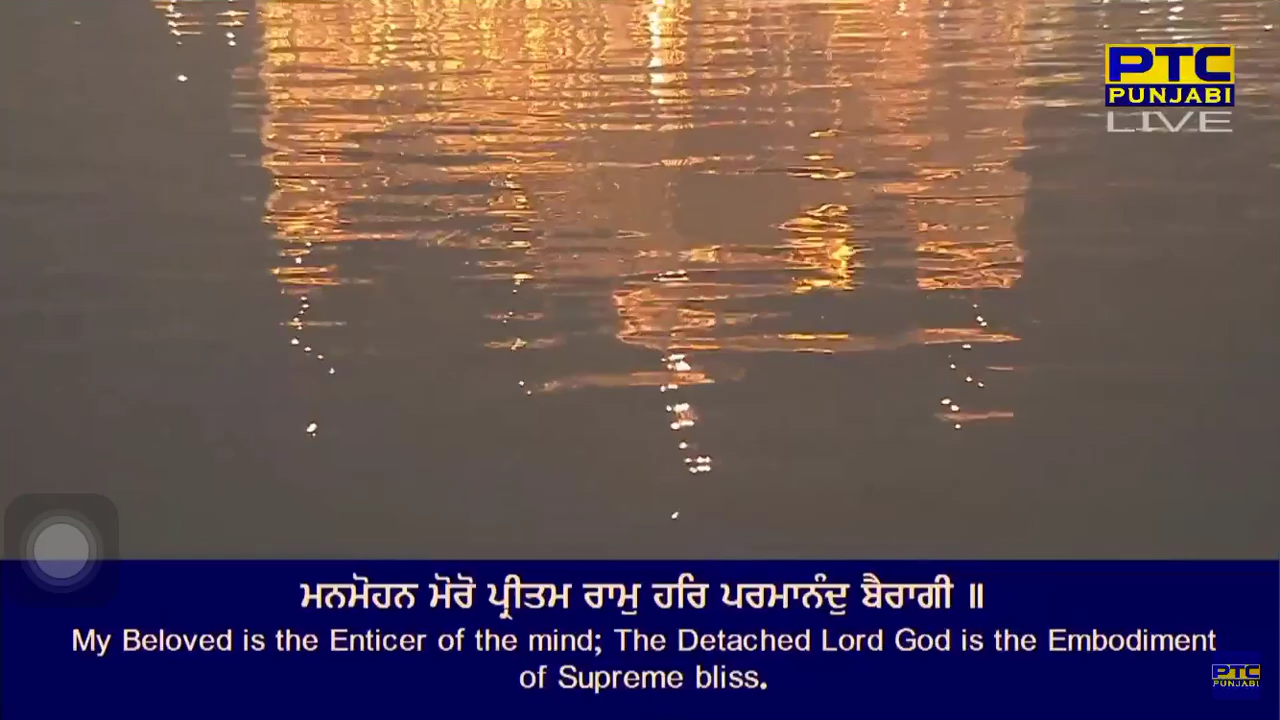 PTC
PUNJABI
LIVE
ਮਨਮੋਹਨ ਮੋਰੋ ਪ੍ਰੀਤਮ ਰਾਮੁ ਹਰਿ ਪਰਮਾਨੰਦੁ ਬੈਰਾਗੀ ॥
My Beloved is the Enticer of the mind; The Detached Lord God is the Embodiment
of Supreme bliss.
PTC
PUNJABI